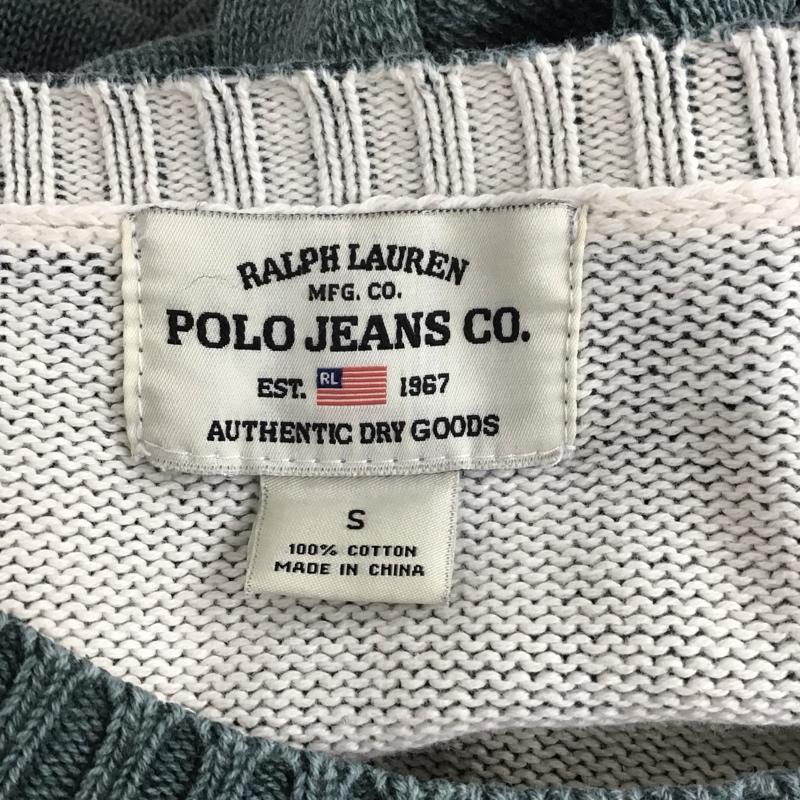 RALPH LAUREN
MFG. CO.
POLO JEANS CO.
EST. RL 1967
AUTHENTIC DRY GOODS
S
100% COTTON
MADE IN CHINA